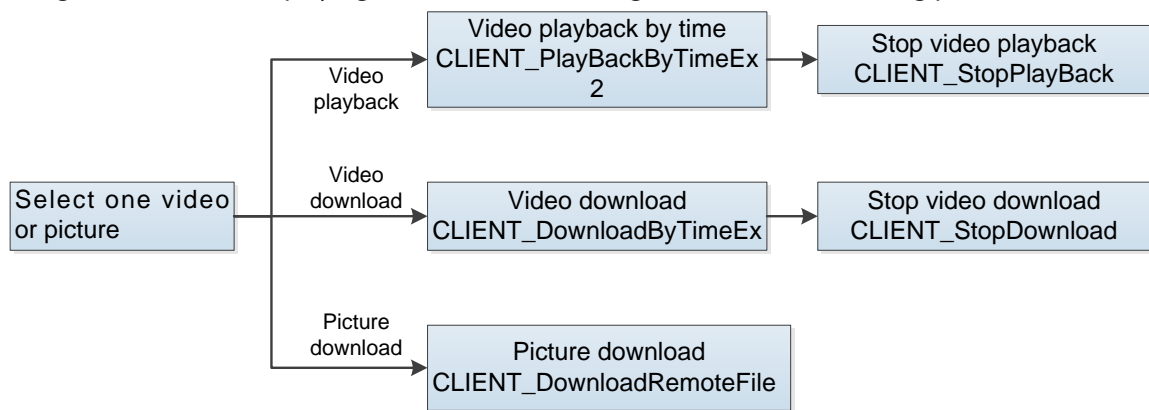 Video playback by time
CLIENT_PlayBackByTimeEx
2
Stop video playback
CLIENT_StopPlayBack
Video
playback
Select one video
or picture
Video
download
Video download
CLIENT_DownloadByTimeEx
Stop video download
CLIENT_StopDownload
Picture
download
Picture download
CLIENT_DownloadRemoteFile